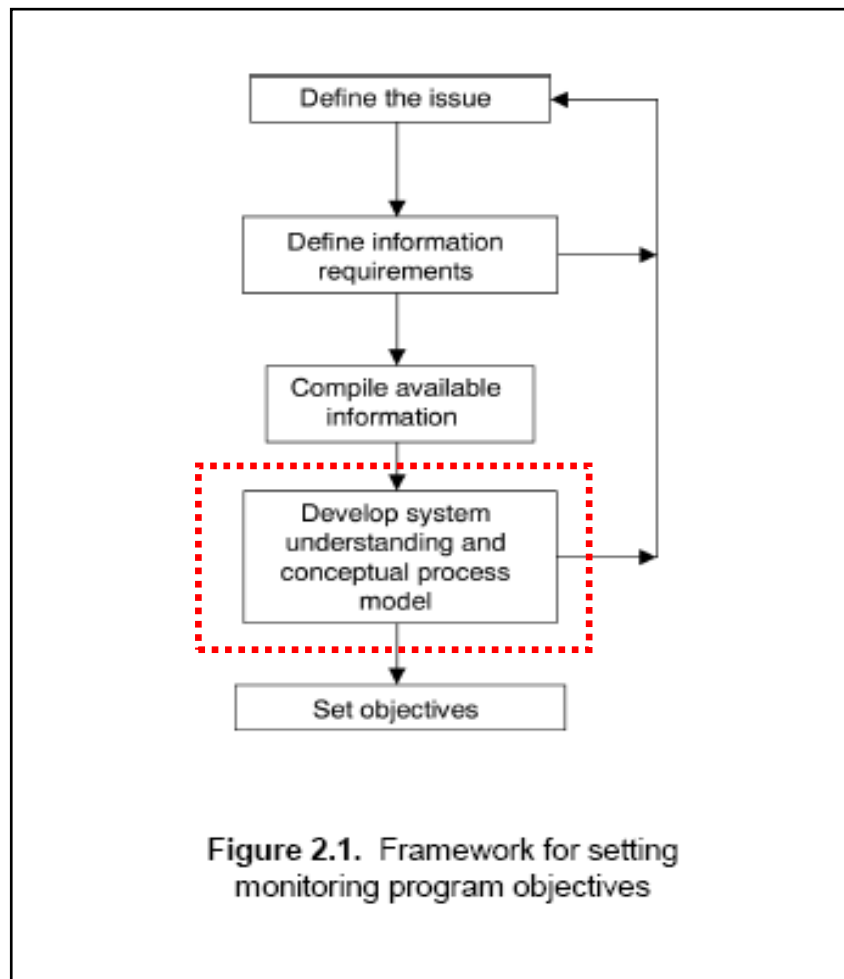 Define the issue
Define information
requirements
Compile available
information
Develop system
understanding and
conceptual process
model
Set objectives
Figure 2.1. Framework for setting
monitoring program objectives